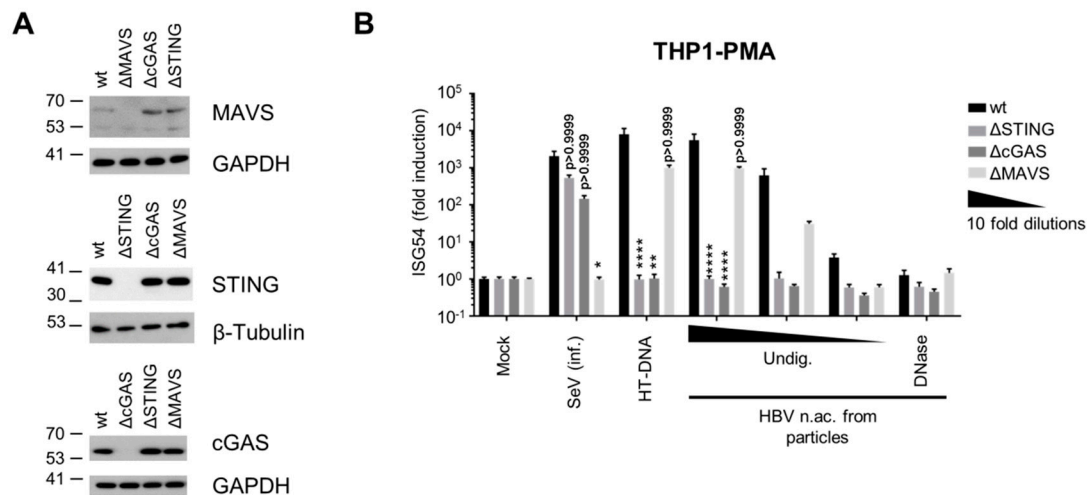 A
wt
ΔMAVS
ΔcGAS
ΔSTING
70
53
MAVS
41
GAPDH
wt
ΔSTING
ΔcGAS
ΔMAVS
41
30
STING
53
β-Tubulin
wt
ΔcGAS
ΔSTING
ΔMAVS
70
53
cGAS
41
GAPDH
B
THP1-PMA
ISG54 (fold induction)
10⁵
10⁴
10³
10²
10¹
10⁰
10⁻¹
p>0.9999
p>0.9999
*
****
**
p>0.9999
****
****
p>0.9999
wt
ΔSTING
ΔcGAS
ΔMAVS
10 fold dilutions
Mock
SeV (inf.)
HT-DNA
Undig.
DNase
HBV n.ac. from
particles